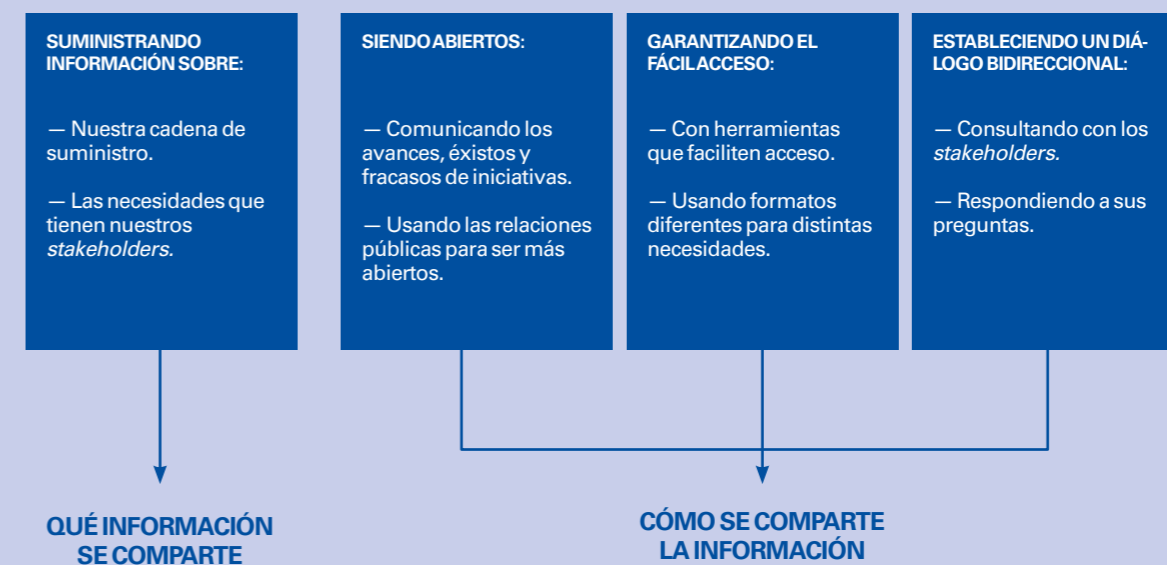 SUMINISTRANDO
INFORMACIÓN SOBRE:
— Nuestra cadena de
suministro.
— Las necesidades que
tienen nuestros
stakeholders.
SIENDO ABIERTOS:
— Comunicando los
avances, éxistos y
fracasos de iniciativas.
— Usando las relaciones
públicas para ser más
abiertos.
GARANTIZANDO EL
FÁCIL ACCESO:
— Con herramientas
que faciliten acceso.
— Usando formatos
diferentes para distintas
necesidades.
ESTABLECIENDO UN DIÁ-
LOGO BIDIRECCIONAL:
— Consultando con los
stakeholders.
— Respondiendo a sus
preguntas.
QUÉ INFORMACIÓN
SE COMPARTE
CÓMO SE COMPARTE
LA INFORMACIÓN